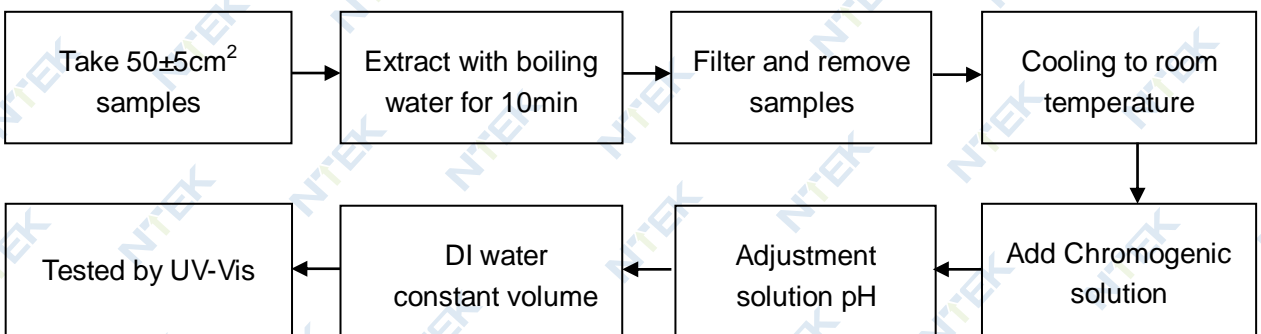 Take 50±5cm²
samples
Extract with boiling
water for 10min
Filter and remove
samples
Cooling to room
temperature
Add Chromogenic
solution
Adjustment
solution pH
DI water
constant volume
Tested by UV-Vis
NTEK